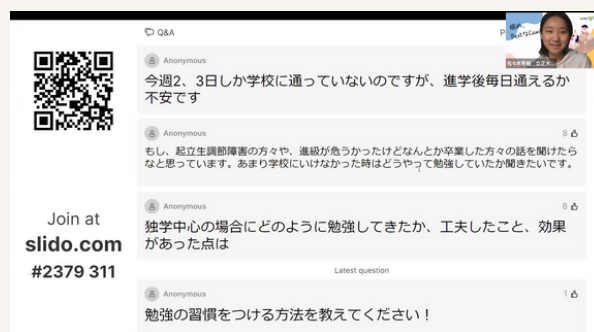 Q&A
Anonymous
今週2、3日しか学校に通っていないのですが、進学後毎日通えるか
不安です
Anonymous
8
もし、起立生調節障害の方々や、進級が危うかったけどなんとか卒業した方々の話を聞けたら
なと思っています。あまり学校にいけなかった時はどうやって勉強していたか聞きたいです。
Anonymous
8
独学中心の場合にどのように勉強してきたか、工夫したこと、効果
があった点は
Join at
slido.com
#2379 311
Latest question
Anonymous
1
勉強の習慣をつける方法を教えてください！